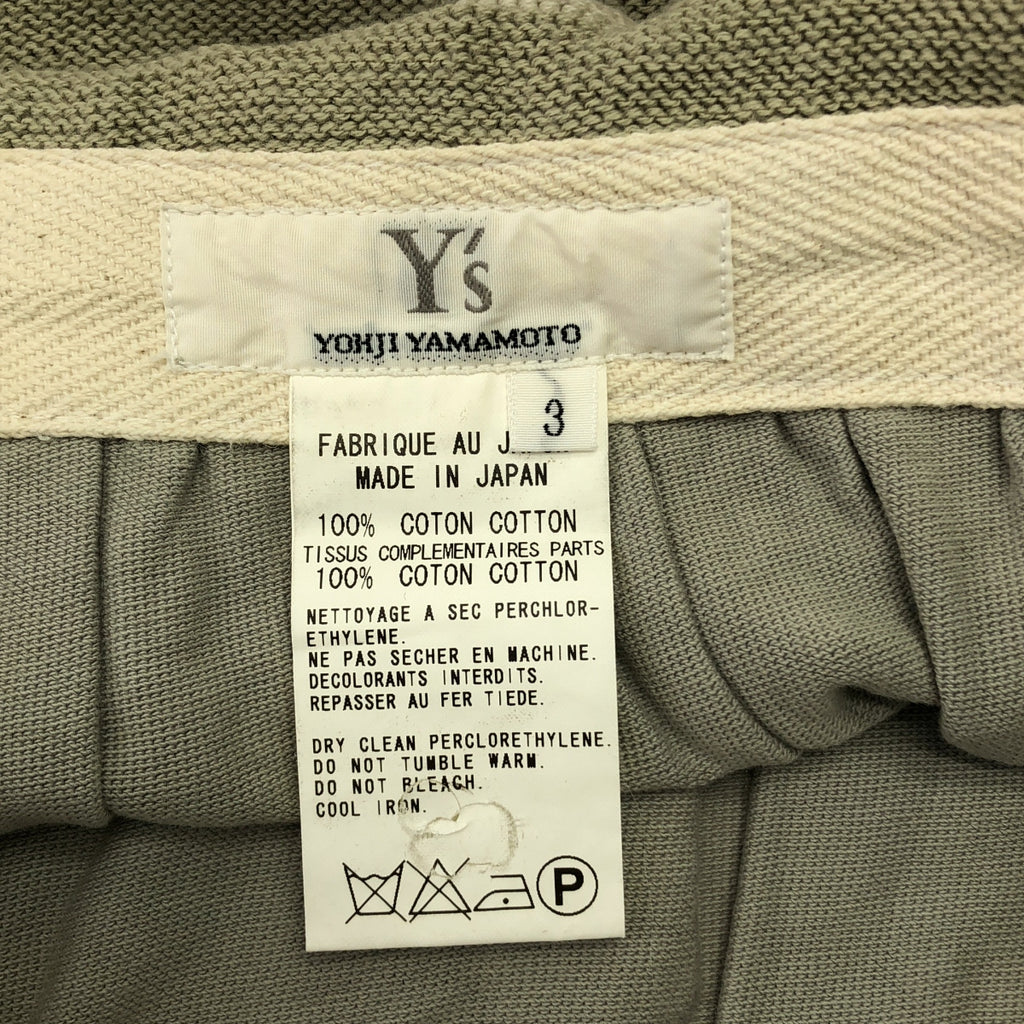 Y's
YOHJI YAMAMOTO
3
FABRIQUE AU
MADE IN JAPAN
100% COTON COTTON
TISSUS COMPLEMENTAIRES PARTS
100% COTON COTTON
NETTOYAGE A SEC PERCHLOR-
ETHYLENE.
NE PAS SECHER EN MACHINE.
DECOLORANTS INTERDITS.
REPASSER AU FER TIEDE.
DRY CLEAN PERCLORETHYLENE.
DO NOT TUMBLE WARM.
DO NOT BLEACH.
COOL IRON.
P